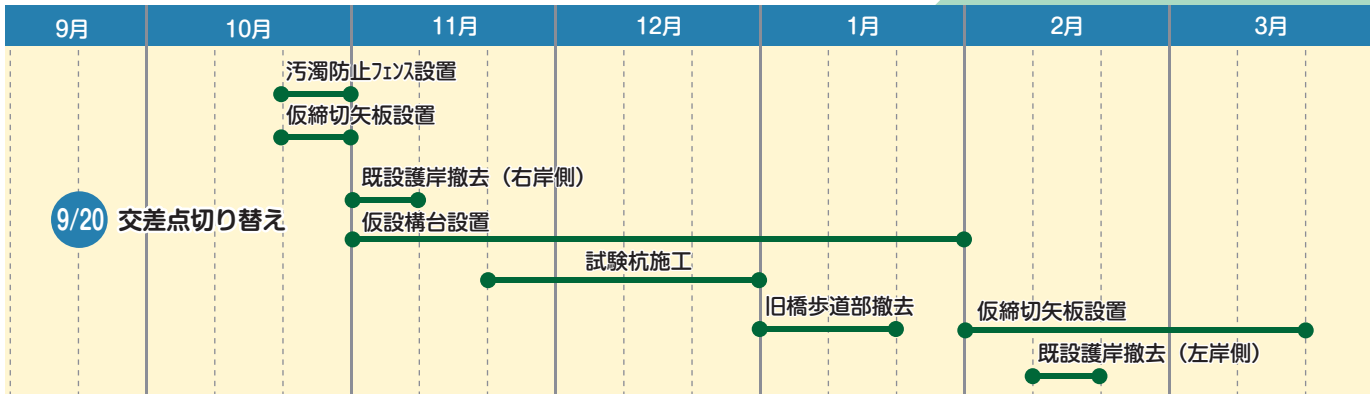 9月
10月
11月
12月
1月
2月
3月
汚濁防止ﾌｪﾝｽ設置
仮締切矢板設置
既設護岸撤去（右岸側）
9/20 交差点切り替え
仮設構台設置
試験杭施工
旧橋歩道部撤去
仮締切矢板設置
既設護岸撤去（左岸側）